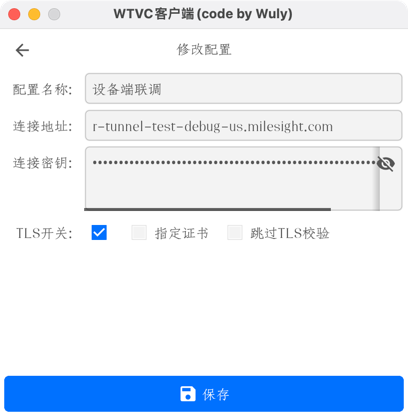 WTVC客户端 (code by Wuly)
修改配置
配置名称: 设备端联调
连接地址: r-tunnel-test-debug-us.milesight.com
连接密钥: ••••••••••••••••••••••••••••••••••••••••••••••••••••••
TLS开关: 指定证书 跳过TLS校验
保存